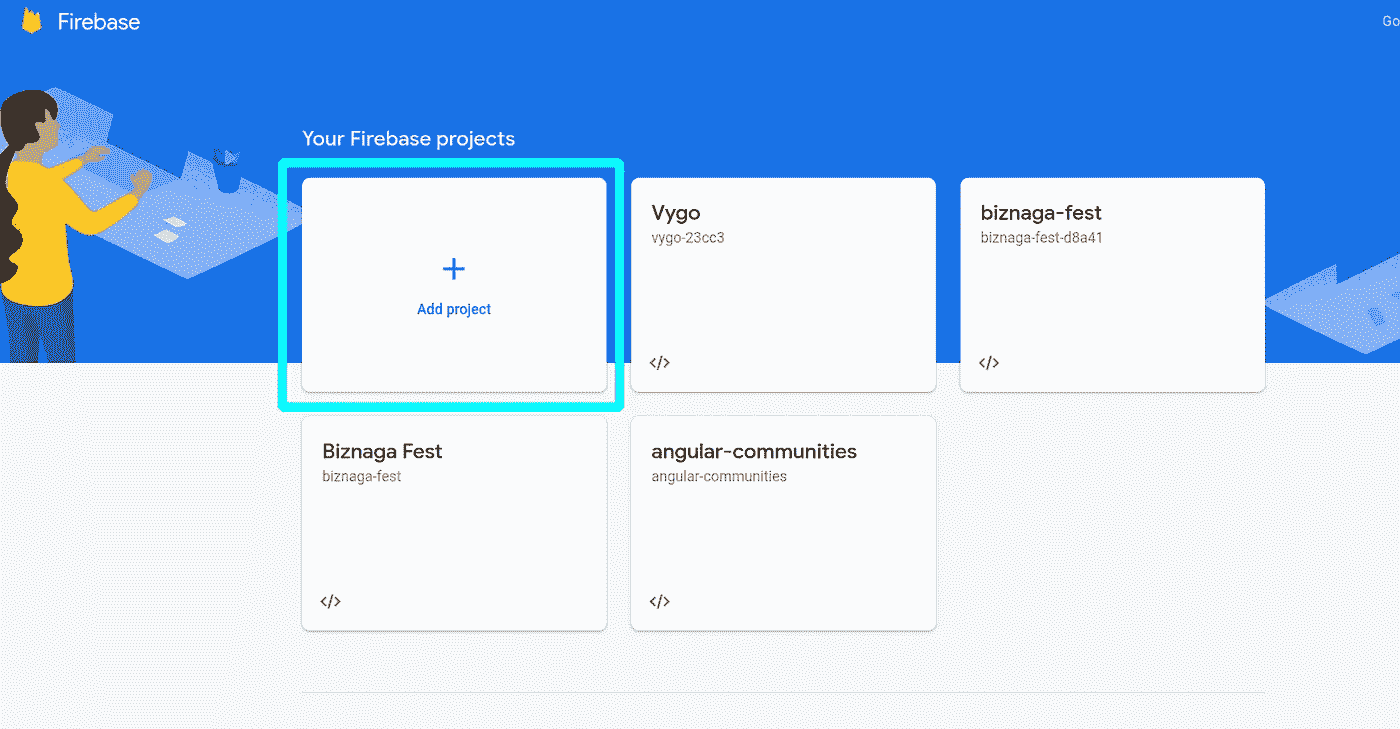 Firebase
Go
Your Firebase projects
Add project
Vygo
vygo-23cc3
biznaga-fest
biznaga-fest-d8a41
Biznaga Fest
biznaga-fest
angular-communities
angular-communities